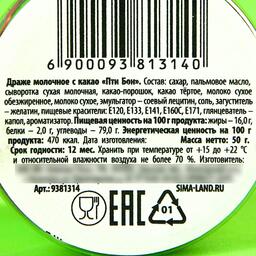 6 900093 813140
Драже молочное с какао «Пти Бон». Состав: сахар, пальмовое масло,
сыворотка сухая молочная, какао-порошок, какао тёртое, молоко сухое
обезжиренное, молоко сухое, эмульгатор – соевый лецитин, соль, загуститель
– желатин, пищевые красители: E120, E133, E141, E160C, E171, глазирователь –
капол, ароматизатор. Пищевая ценность на 100 г продукта: жиры – 16,0 г,
белки – 2,0 г, углеводы – 79,0 г. Энергетическая ценность на 100 г
продукта: 470 ккал. Дата изготовления: Масса нетто: 50 г.
Срок годности: 12 мес. Хранить при температуре от +15 до +22 °C
и относительной влажности воздуха не более 70 %.
Арт.: 9381314
SIMA-LAND.RU
EAC
01